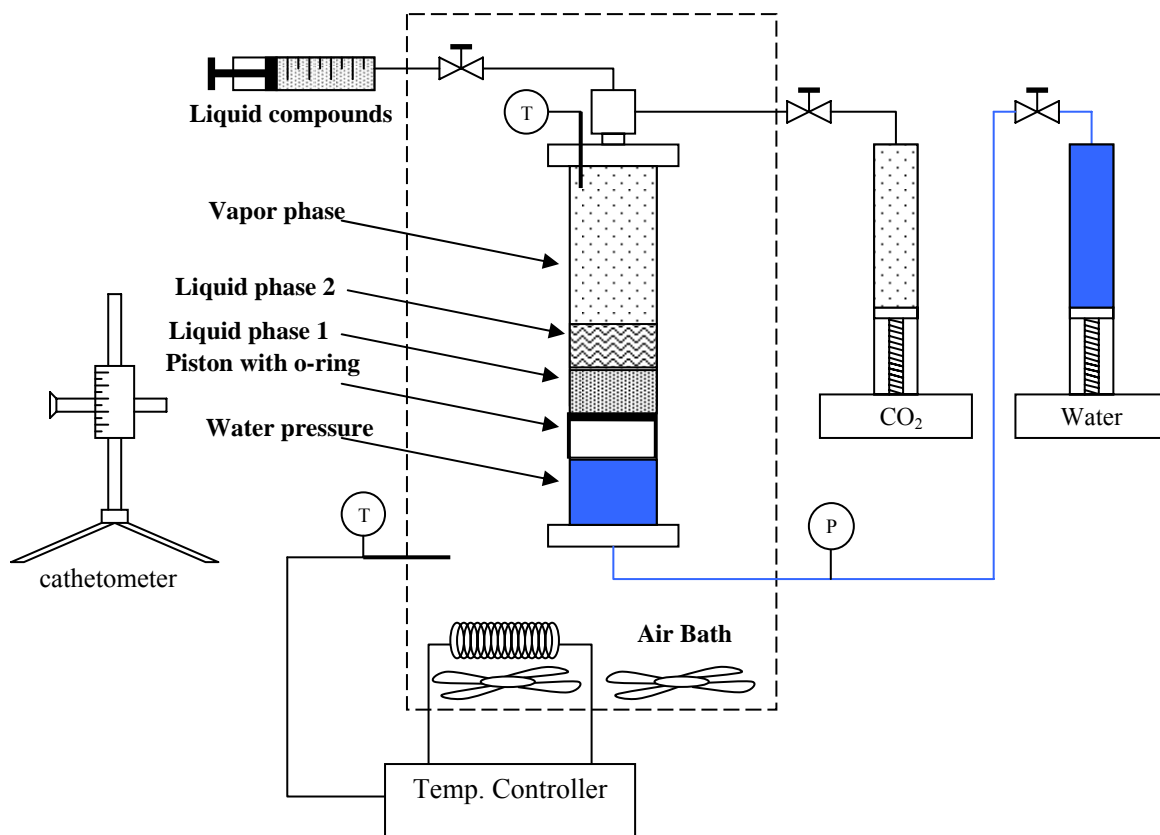 Liquid compounds
T
Vapor phase
Liquid phase 2
Liquid phase 1
Piston with o-ring
Water pressure
CO₂
Water
T
P
cathetometer
Air Bath
Temp. Controller